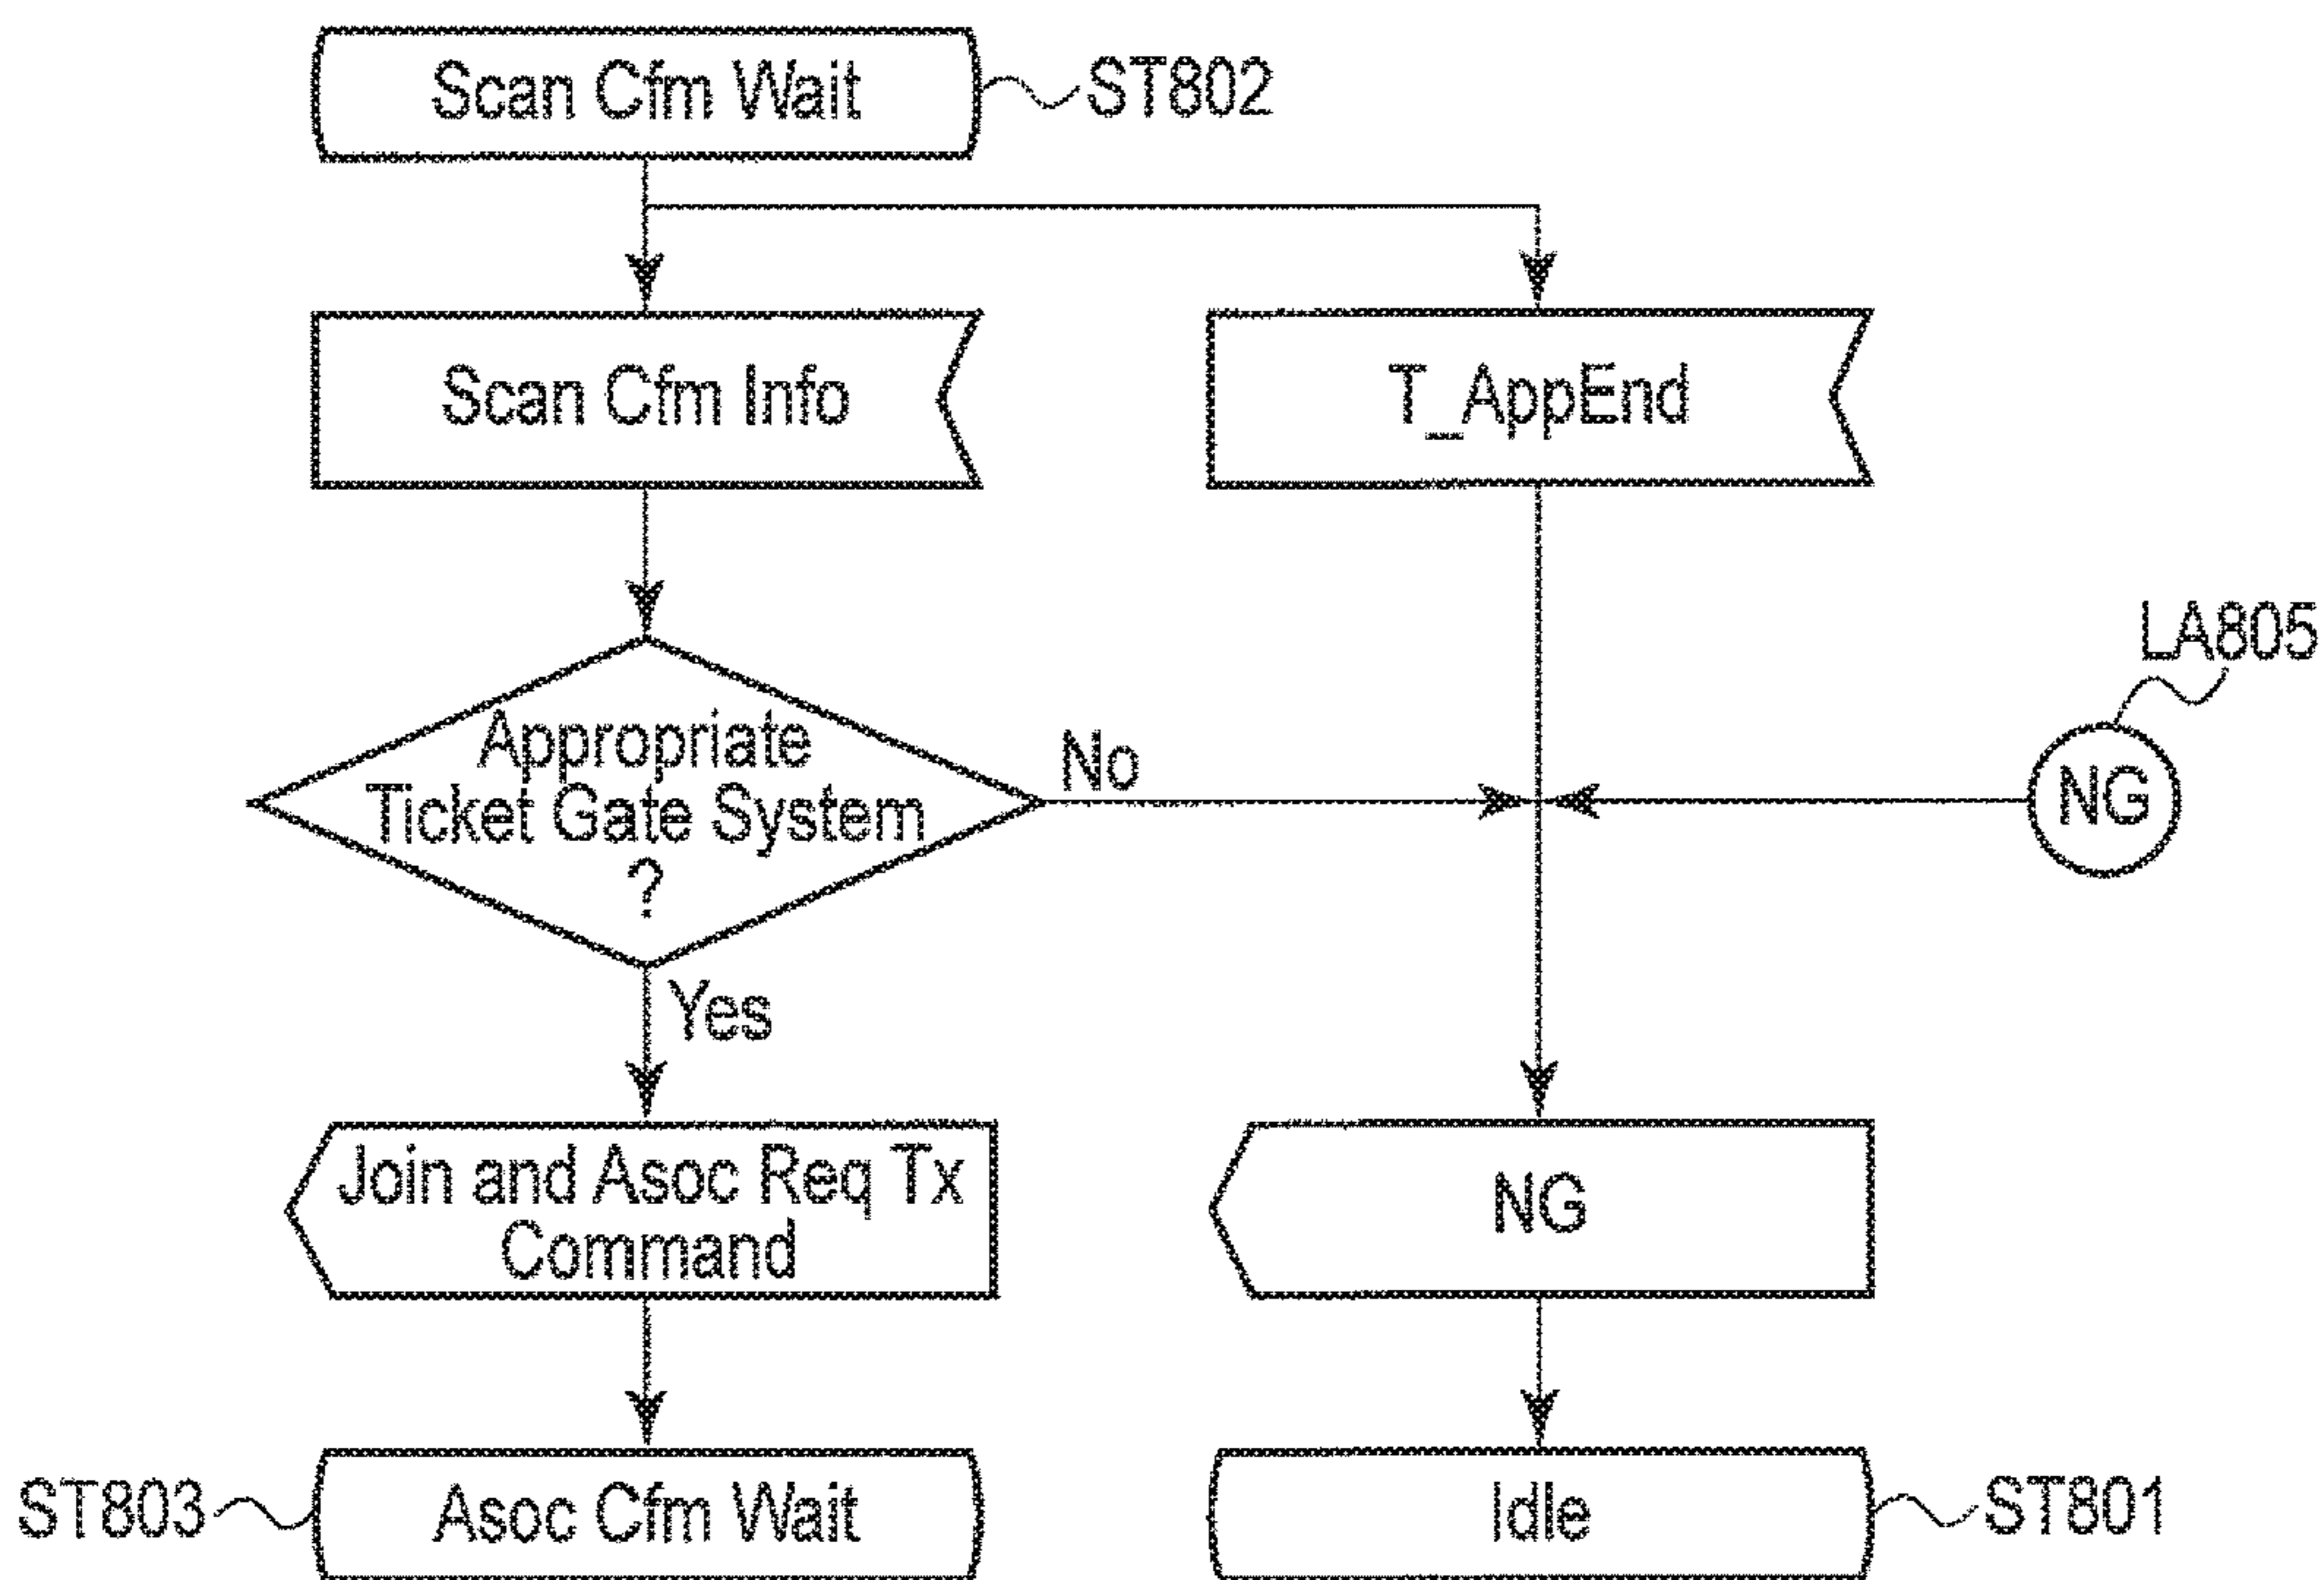 Scan Cfm Wait
ST802
Scan Cfm Info
T_AppEnd
LA805
Appropriate
Ticket Gate System
?
No
NG
Yes
Join and Asoc Req Tx
Command
NG
ST803
Asoc Cfm Wait
Idle
ST801